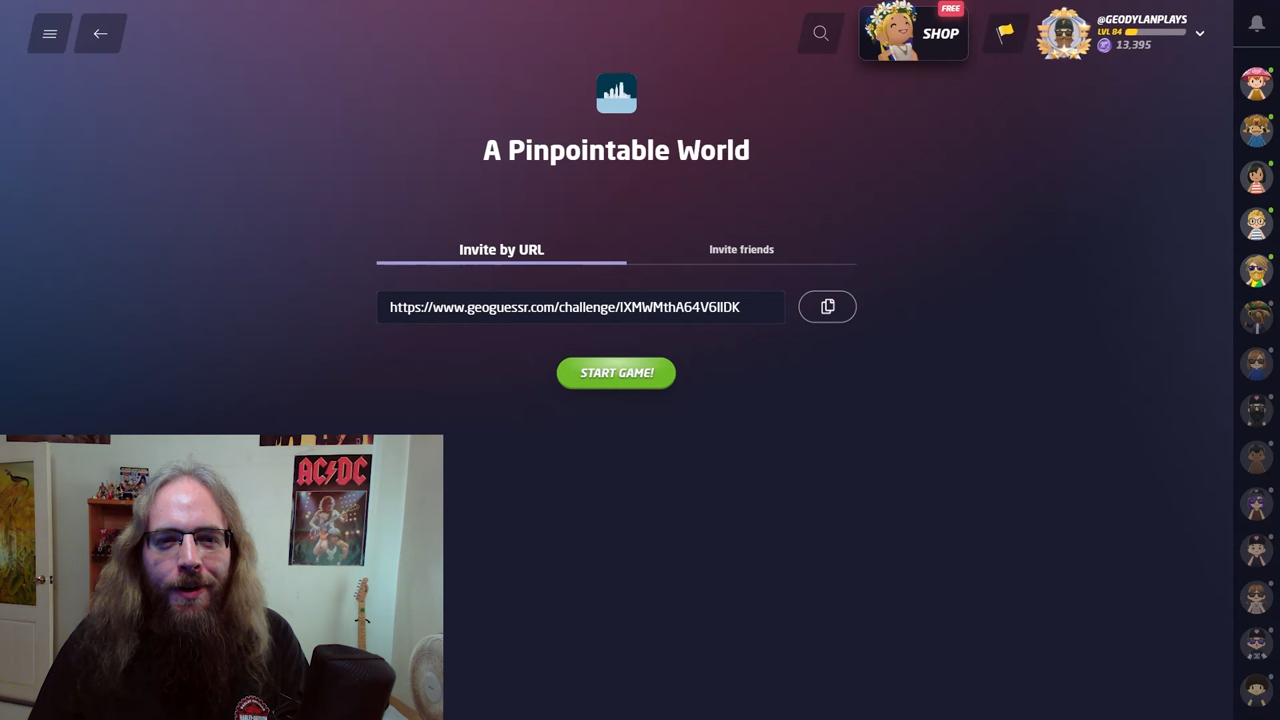 FREE
SHOP
@GEODYLANPLAYS
LVL 84
13,395
A Pinpointable World
Invite by URL
Invite friends
https://www.geoguessr.com/challenge/IXMWMthA64V6IIDK
START GAME!
AC/DC